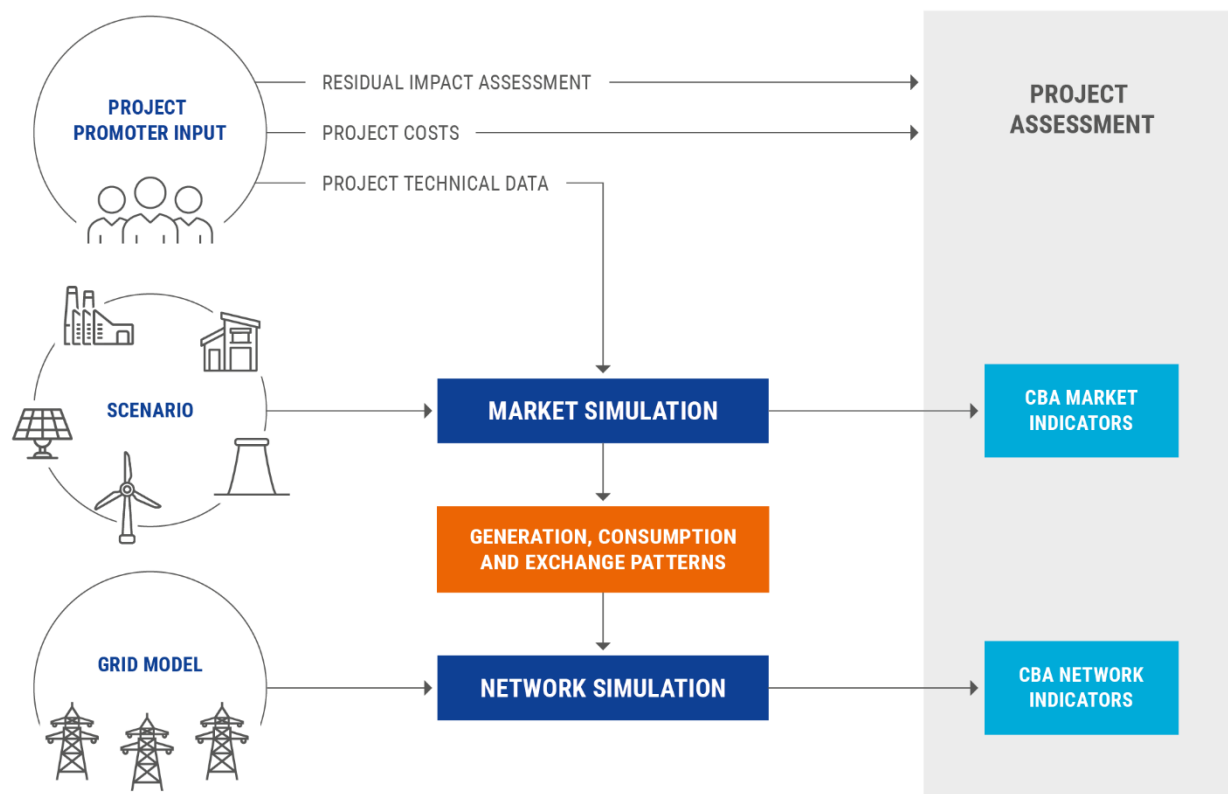 PROJECT
PROMOTER INPUT
RESIDUAL IMPACT ASSESSMENT
PROJECT COSTS
PROJECT TECHNICAL DATA
PROJECT
ASSESSMENT
SCENARIO
MARKET SIMULATION
CBA MARKET
INDICATORS
GENERATION, CONSUMPTION
AND EXCHANGE PATTERNS
GRID MODEL
NETWORK SIMULATION
CBA NETWORK
INDICATORS